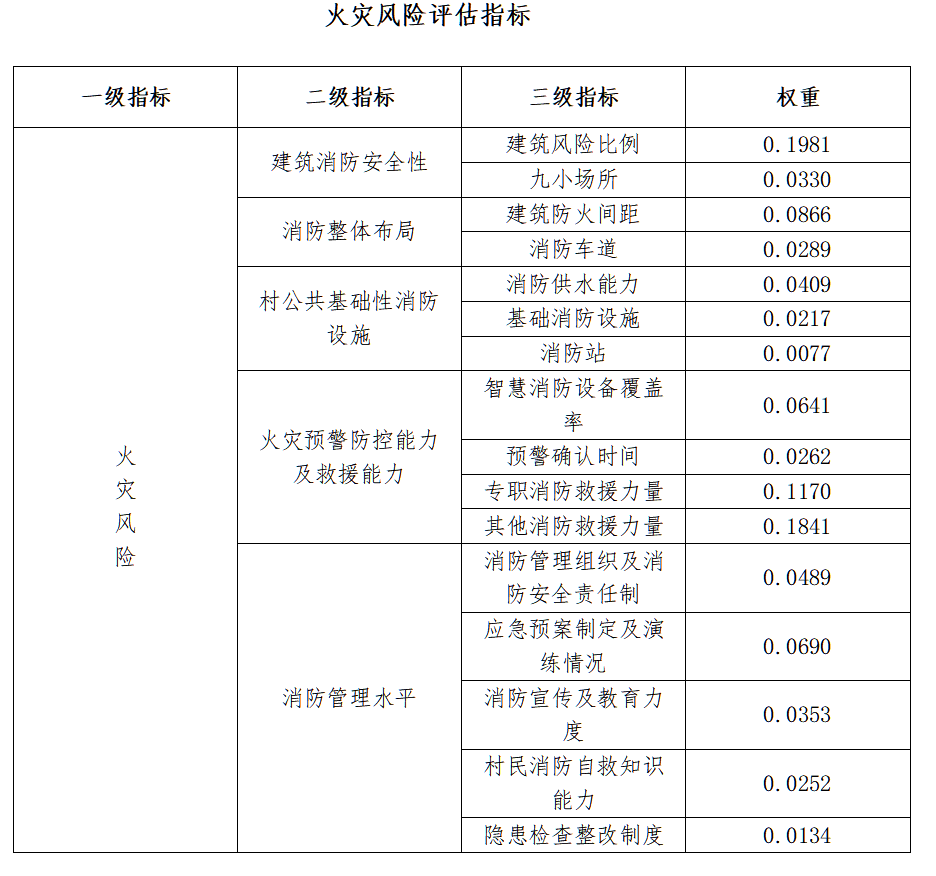 火灾风险评估指标
一级指标 二级指标 三级指标 权重
火
灾
风
险
建筑消防安全性
建筑风险比例 0.1981
九小场所 0.0330
消防整体布局
建筑防火间距 0.0866
消防车道 0.0289
村公共基础性消防
设施
消防供水能力 0.0409
基础消防设施 0.0217
消防站 0.0077
火灾预警防控能力
及救援能力
智慧消防设备覆盖
率
0.0641
预警确认时间 0.0262
专职消防救援力量 0.1170
其他消防救援力量 0.1841
消防管理水平
消防管理组织及消
防安全责任制
0.0489
应急预案制定及演
练情况
0.0690
消防宣传及教育力
度
0.0353
村民消防自救知识
能力
0.0252
隐患检查整改制度 0.0134